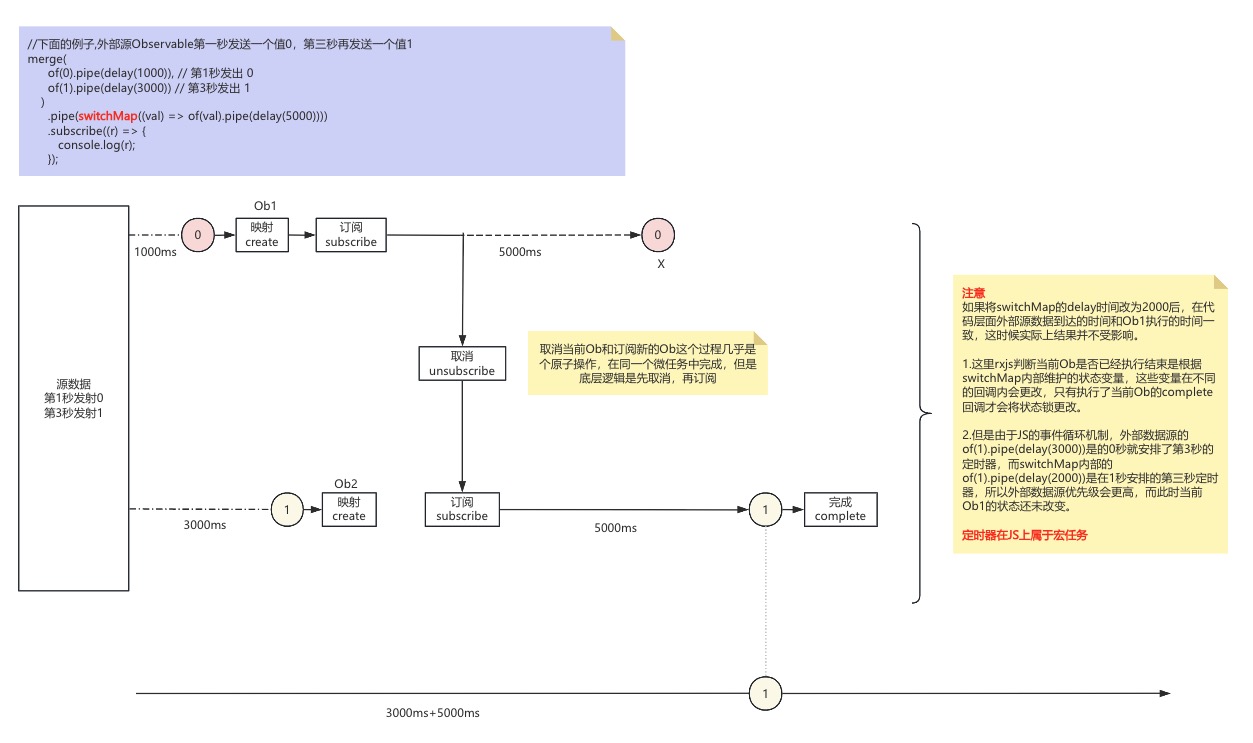 //下面的例子,外部源Observable第一秒发送一个值0，第三秒再发送一个值1
merge(
of(0).pipe(delay(1000)), // 第1秒发出 0
of(1).pipe(delay(3000)) // 第3秒发出 1
)
.pipe(switchMap((val) => of(val).pipe(delay(5000))))
.subscribe((r) => {
console.log(r);
});
源数据
第1秒发射0
第3秒发射1
1000ms
0
Ob1
映射
create
订阅
subscribe
5000ms
0
X
取消
unsubscribe
取消当前Ob和订阅新的Ob这个过程几乎是
个原子操作，在同一个微任务中完成，但是
底层逻辑是先取消，再订阅
3000ms
1
Ob2
映射
create
订阅
subscribe
5000ms
1
完成
complete
1
3000ms+5000ms
注意
如果将switchMap的delay时间改为2000后，在代
码层面外部源数据到达的时间和Ob1执行的时间一
致，这时候实际上结果并不受影响。
1.这里rxjs判断当前Ob是否已经执行结束是根据
switchMap内部维护的状态变量，这些变量在不同
的回调内会更改，只有执行了当前Ob的complete
回调才会将状态锁更改。
2.但是由于JS的事件循环机制，外部数据源的
of(1).pipe(delay(3000))是的0秒就安排了第3秒的
定时器，而switchMap内部的
of(1).pipe(delay(2000))是在1秒安排的第三秒定时
器，所以外部数据源优先级会更高，而此时当前
Ob1的状态还未改变。
定时器在JS上属于宏任务